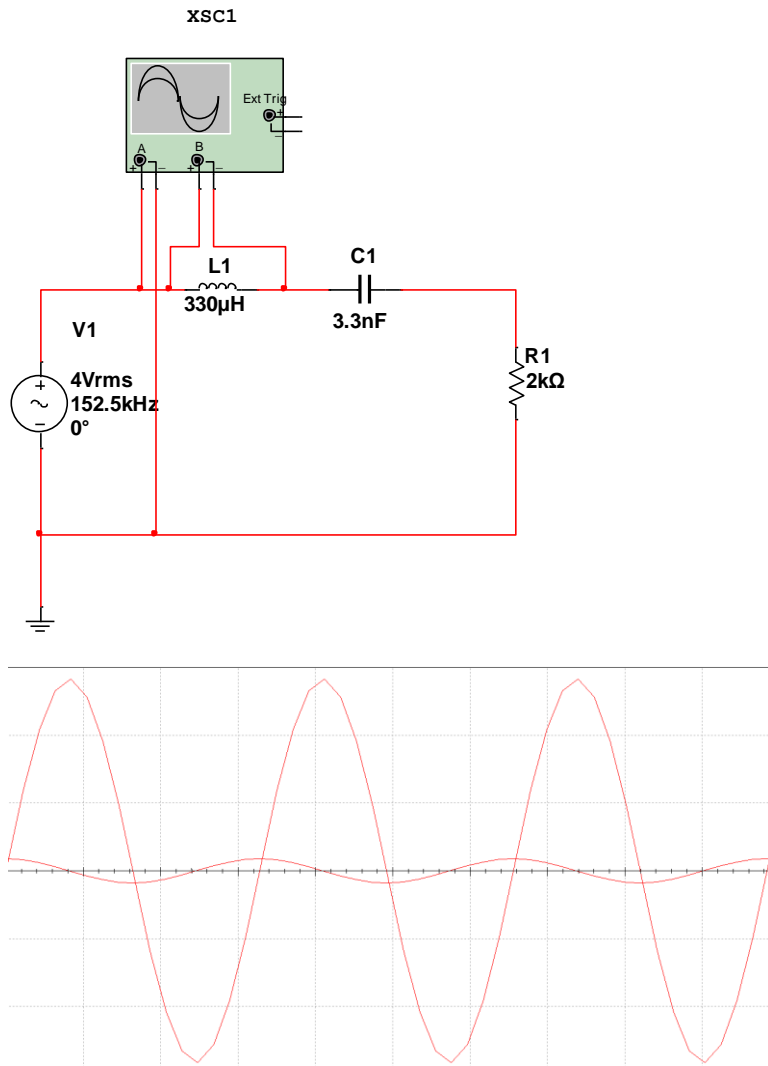 XSC1
Ext Trig
+
−
A
B
+ − + −
L1
330µH
C1
3.3nF
V1
+
4Vrms
152.5kHz
−
0°
R1
2kΩ